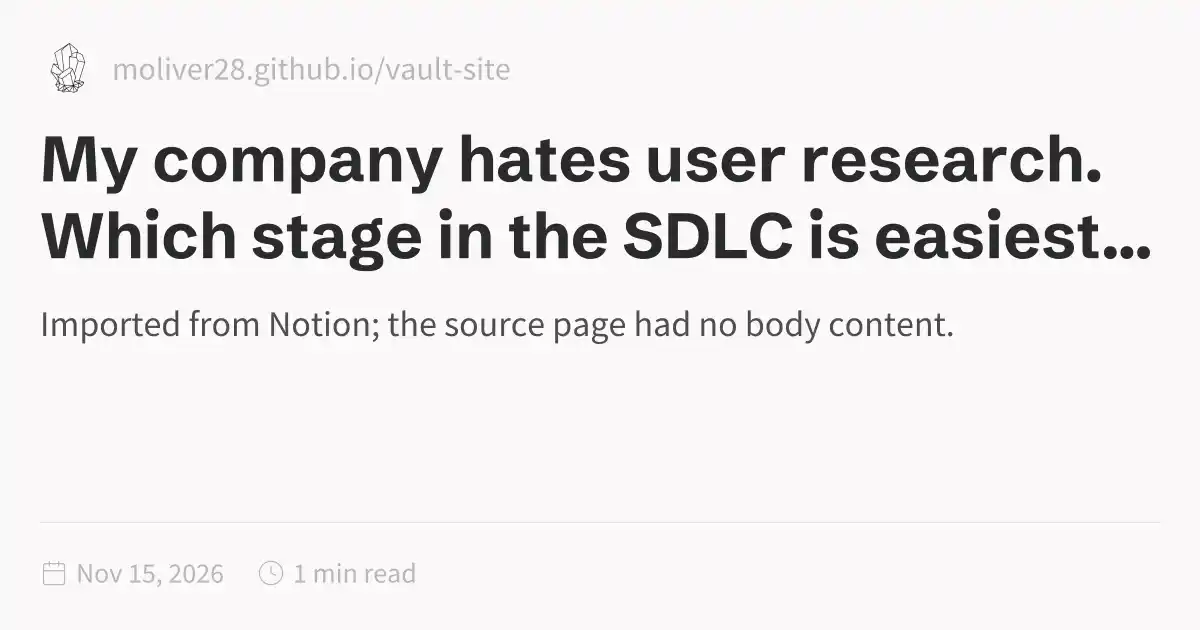 moliver28.github.io/vault-site
My company hates user research.
Which stage in the SDLC is easiest...
Imported from Notion; the source page had no body content.
Nov 15, 2026 1 min read